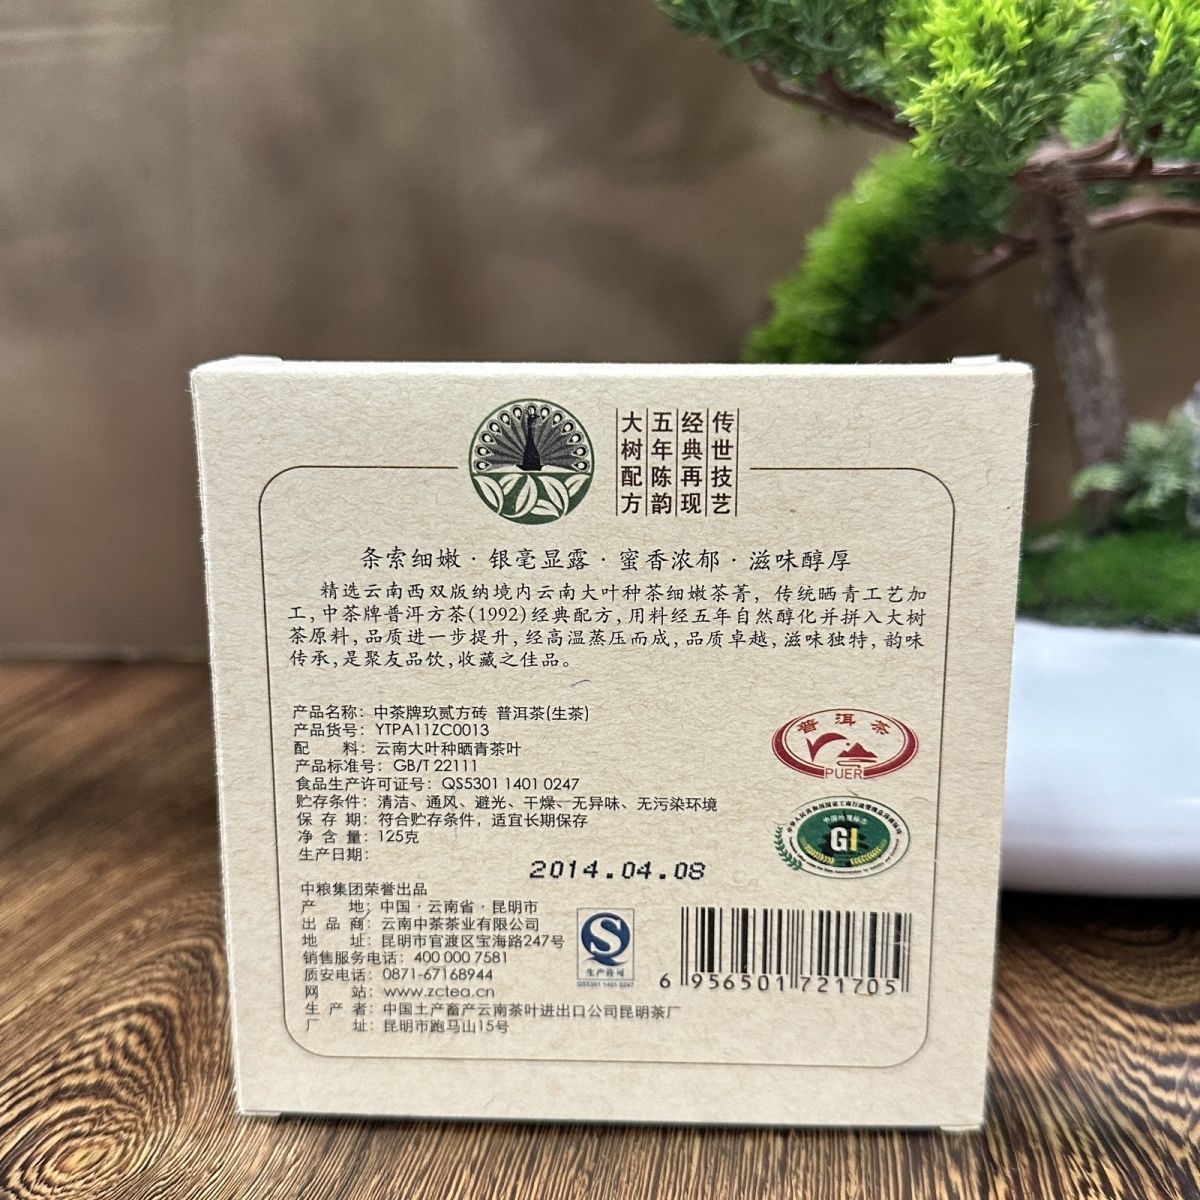 传世技艺
经典再现
五年陈韵
大树配方
条索细嫩·银毫显露·蜜香浓郁·滋味醇厚
精选云南西双版纳境内云南大叶种茶细嫩茶菁，传统晒青工艺加
工,中茶牌普洱方茶(1992)经典配方,用料经五年自然醇化并拼入大树
茶原料,品质进一步提升,经高温蒸压而成,品质卓越,滋味独特,韵味
传承,是聚友品饮,收藏之佳品。
产品名称：中茶牌玖贰方砖 普洱茶(生茶)
产品货号：YTPA11ZC0013
配 料：云南大叶种晒青茶叶
产品标准号：GB/T 22111
食品生产许可证号：QS5301 1401 0247
贮存条件：清洁、通风、避光、干燥、无异味、无污染环境
保 存 期：符合贮存条件，适宜长期保存
净 含 量：125克
生产日期：
2014.04.08
普洱茶
PUER
中国地理标志
GI
中粮集团荣誉出品
产 地：中国·云南省·昆明市
出 品 商：云南中茶茶业有限公司
地 址：昆明市官渡区宝海路247号
销售服务电话：400 000 7581
质安电话：0871-67168944
网 站：www.zctea.cn
生 产 者：中国土产畜产云南茶叶进出口公司昆明茶厂
厂 址：昆明市跑马山15号
生产许可
QS5301 1401 0247
6 956501 721705